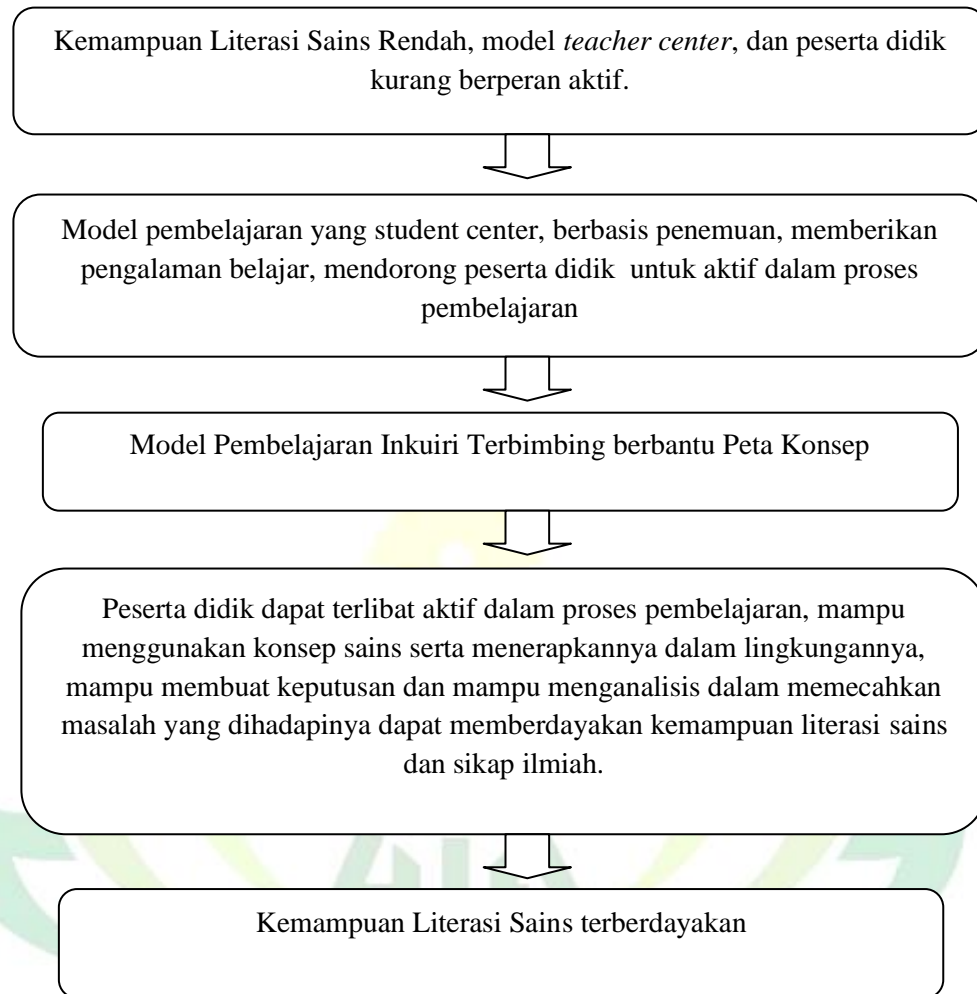 Kemampuan Literasi Sains Rendah, model teacher center, dan peserta didik
kurang berperan aktif.
Model pembelajaran yang student center, berbasis penemuan, memberikan
pengalaman belajar, mendorong peserta didik untuk aktif dalam proses
pembelajaran
Model Pembelajaran Inkuiri Terbimbing berbantu Peta Konsep
Peserta didik dapat terlibat aktif dalam proses pembelajaran, mampu
menggunakan konsep sains serta menerapkannya dalam lingkungannya,
mampu membuat keputusan dan mampu menganalisis dalam memecahkan
masalah yang dihadapinya dapat memberdayakan kemampuan literasi sains
dan sikap ilmiah.
Kemampuan Literasi Sains terberdayakan